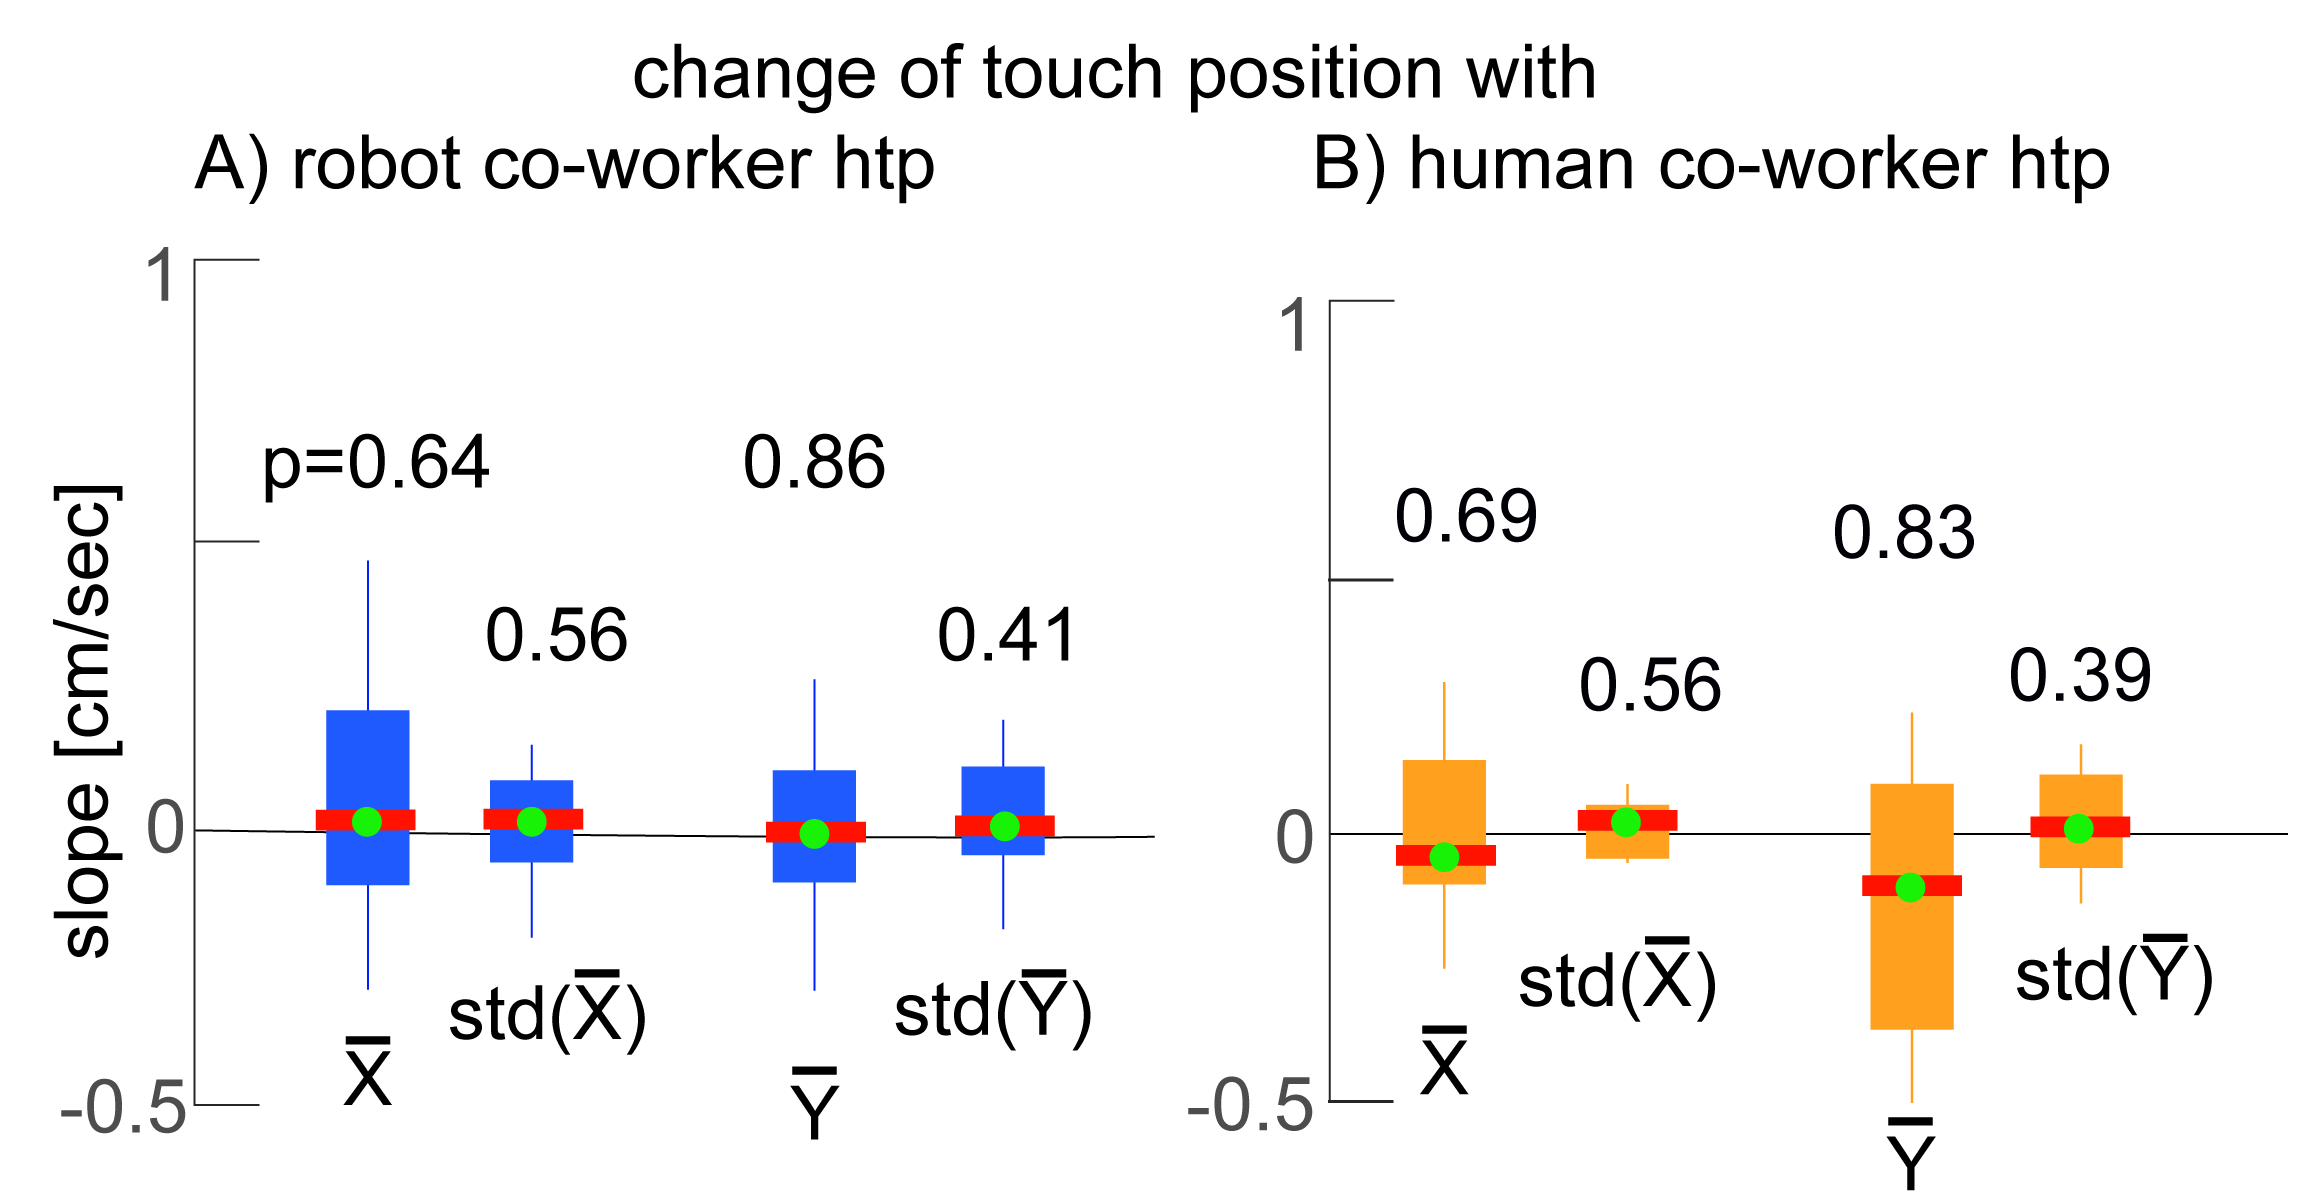 change of touch position with
A) robot co-worker htp
B) human co-worker htp
slope [cm/sec]
1
0
-0.5
p=0.64
0.56
0.86
0.41
X̅
std(X̅)
Y̅
std(Y̅)
1
0
-0.5
0.69
0.56
0.83
0.39
X̅
std(X̅)
Y̅
std(Y̅)